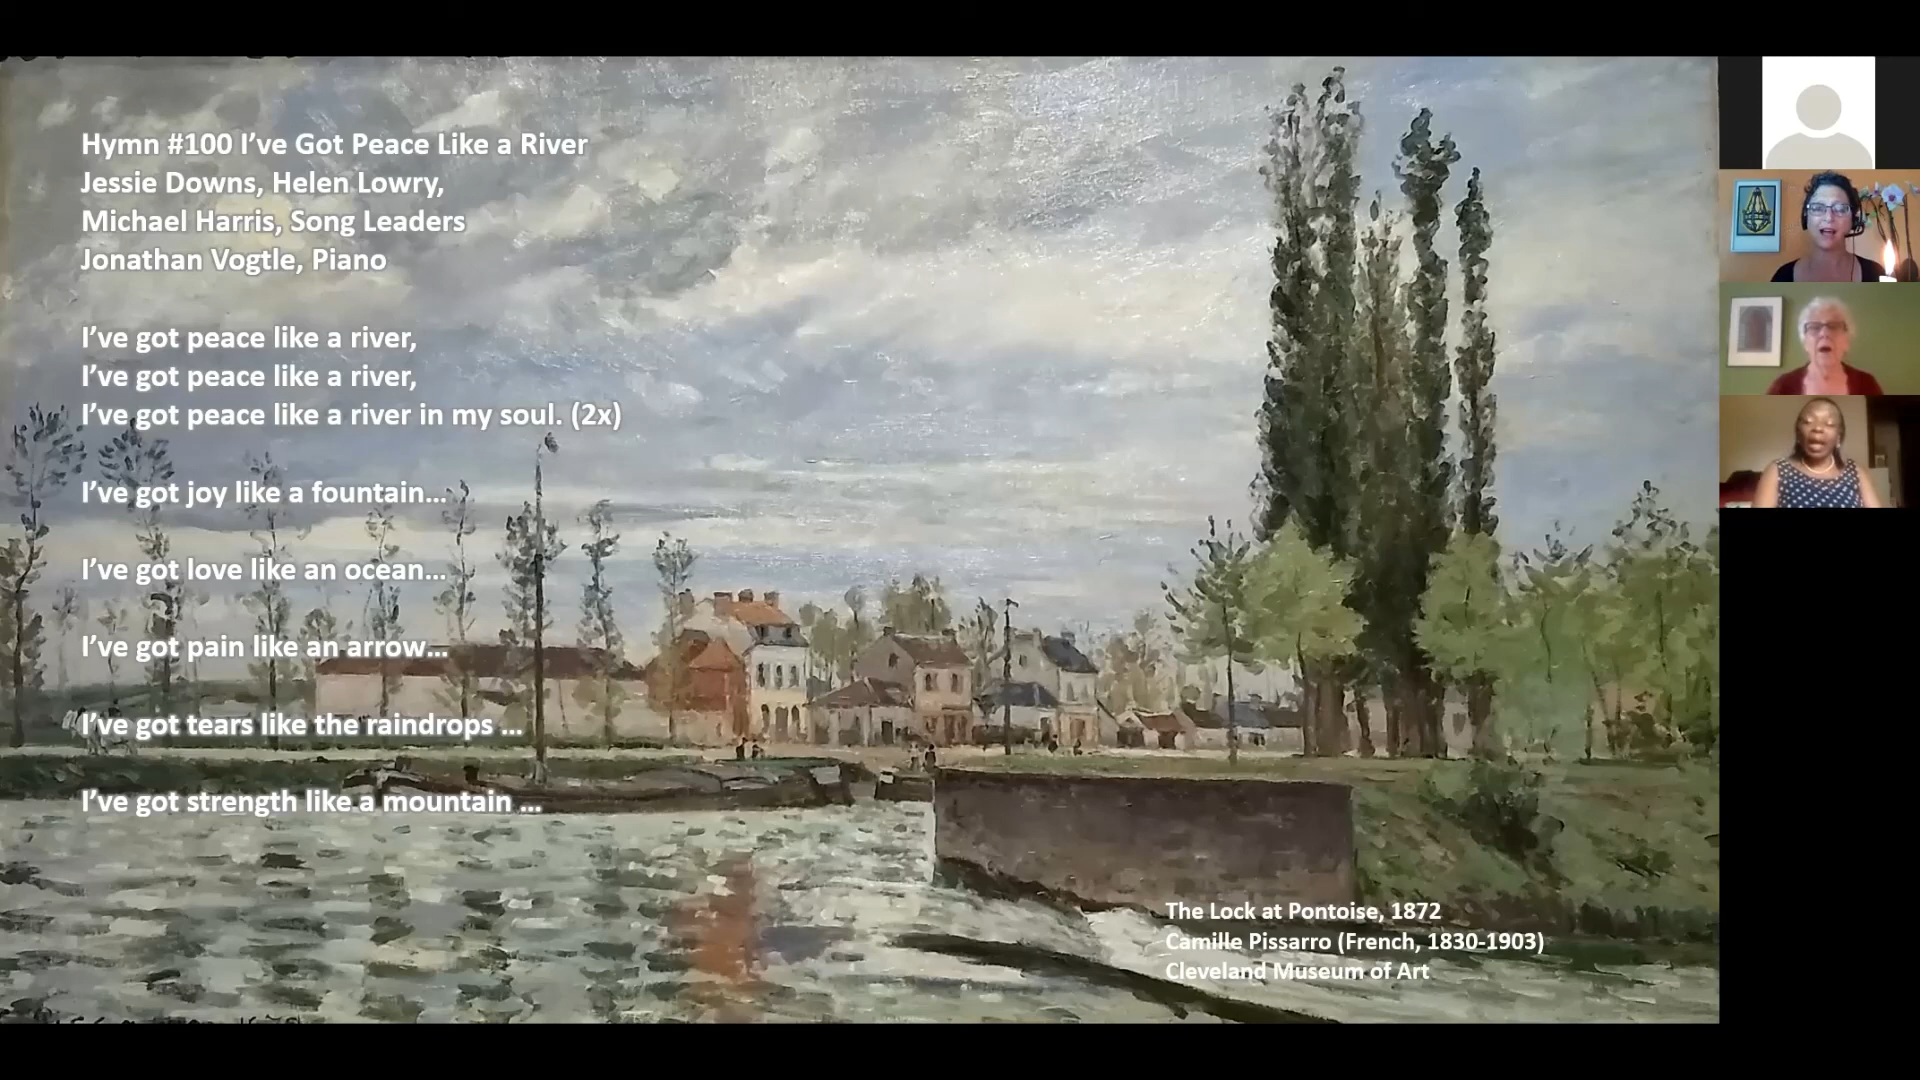 Hymn #100 I’ve Got Peace Like a River
Jessie Downs, Helen Lowry,
Michael Harris, Song Leaders
Jonathan Vogtle, Piano
I’ve got peace like a river,
I’ve got peace like a river,
I’ve got peace like a river in my soul. (2x)
I’ve got joy like a fountain…
I’ve got love like an ocean…
I’ve got pain like an arrow…
I’ve got tears like the raindrops …
I’ve got strength like a mountain …
The Lock at Pontoise, 1872
Camille Pissarro (French, 1830-1903)
Cleveland Museum of Art